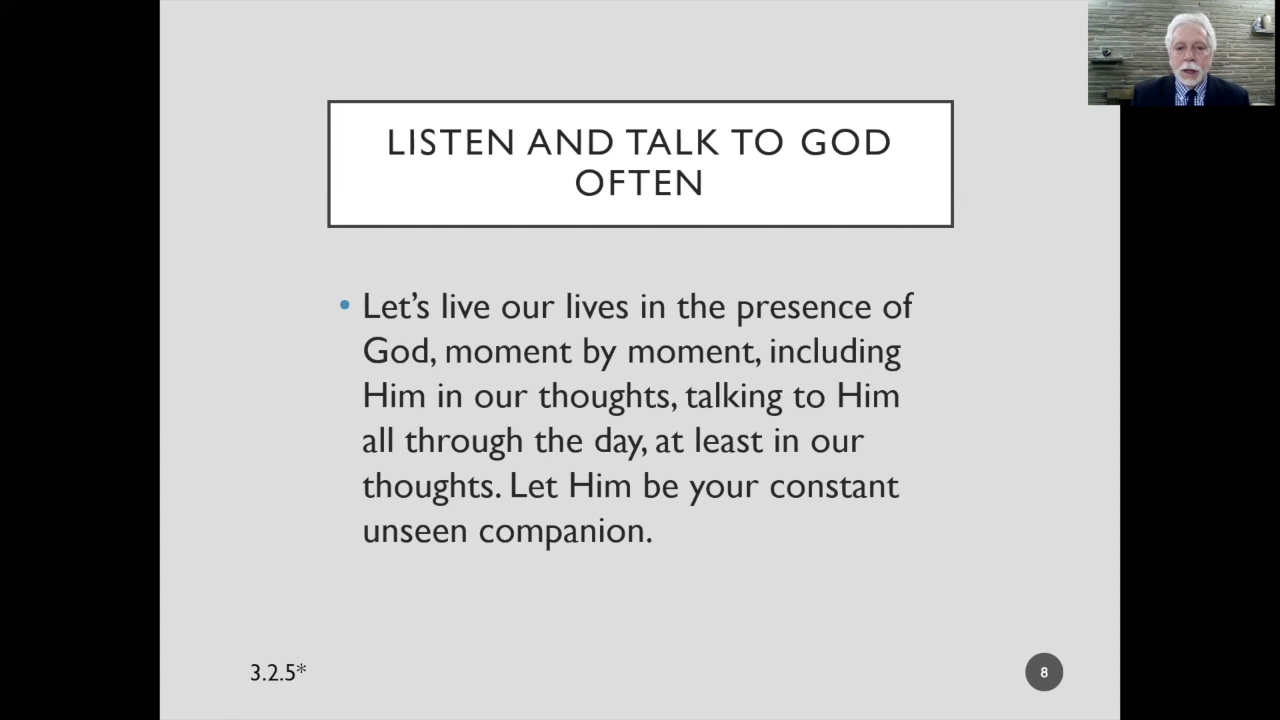 LISTEN AND TALK TO GOD
OFTEN
• Let’s live our lives in the presence of
God, moment by moment, including
Him in our thoughts, talking to Him
all through the day, at least in our
thoughts. Let Him be your constant
unseen companion.
3.2.5*
8